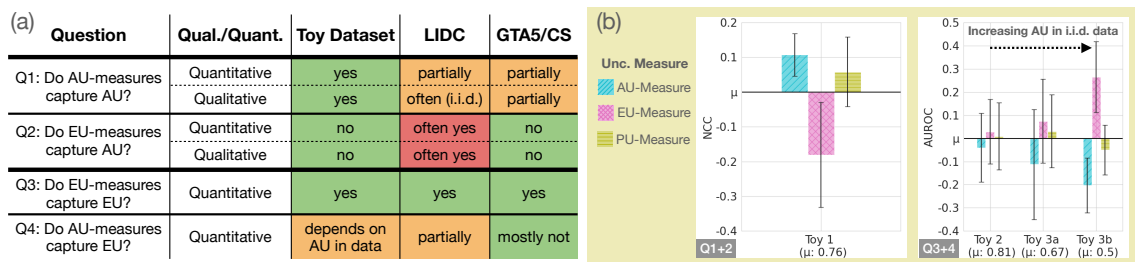 (a)
Question Qual./Quant. Toy Dataset LIDC GTA5/CS
Q1: Do AU-measures
capture AU?
Quantitative yes partially partially
Qualitative yes often (i.i.d.) partially
Q2: Do EU-measures
capture AU?
Quantitative no often yes no
Qualitative no often yes no
Q3: Do EU-measures
capture EU?
Quantitative yes yes yes
Q4: Do AU-measures
capture EU?
Quantitative depends on
AU in data
partially mostly not
(b)
Unc. Measure
AU-Measure
EU-Measure
PU-Measure
0.2
0.1
μ
-0.1
-0.2
-0.3
-0.4
NCC
Q1+2
Toy 1
(μ: 0.76)
Increasing AU in i.i.d. data
0.5
0.4
0.3
0.2
0.1
μ
-0.1
-0.2
-0.3
-0.4
AUROC
Q3+4
Toy 2 Toy 3a Toy 3b
(μ: 0.81) (μ: 0.67) (μ: 0.5)